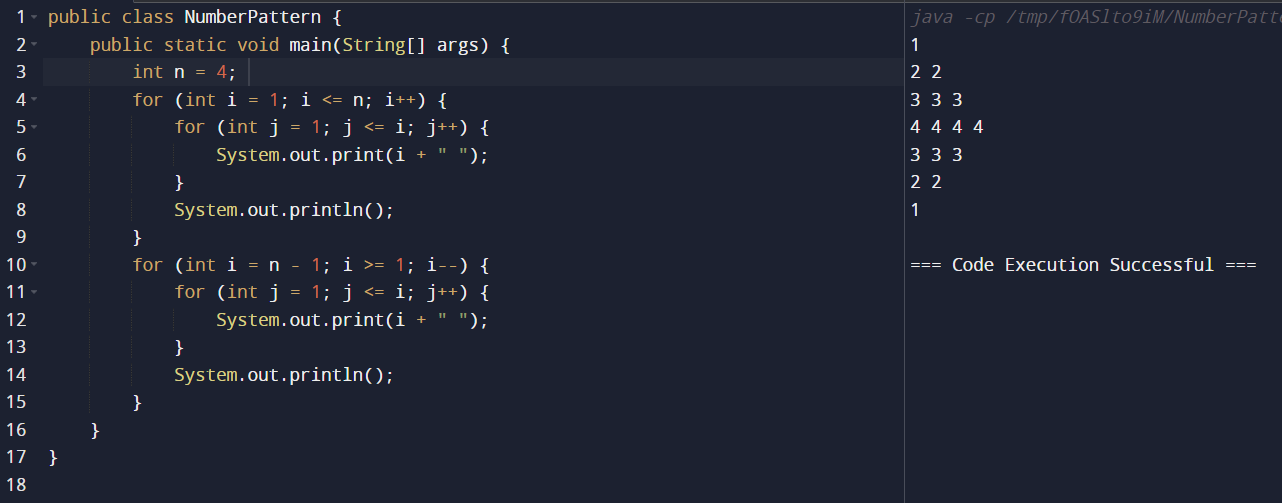 1 public class NumberPattern {
2 public static void main(String[] args) {
3 int n = 4;
4 for (int i = 1; i <= n; i++) {
5 for (int j = 1; j <= i; j++) {
6 System.out.print(i + " ");
7 }
8 System.out.println();
9 }
10 for (int i = n - 1; i >= 1; i--) {
11 for (int j = 1; j <= i; j++) {
12 System.out.print(i + " ");
13 }
14 System.out.println();
15 }
16 }
17 }
18
java -cp /tmp/fOASlto9iM/NumberPatt
1
2 2
3 3 3
4 4 4 4
3 3 3
2 2
1
=== Code Execution Successful ===